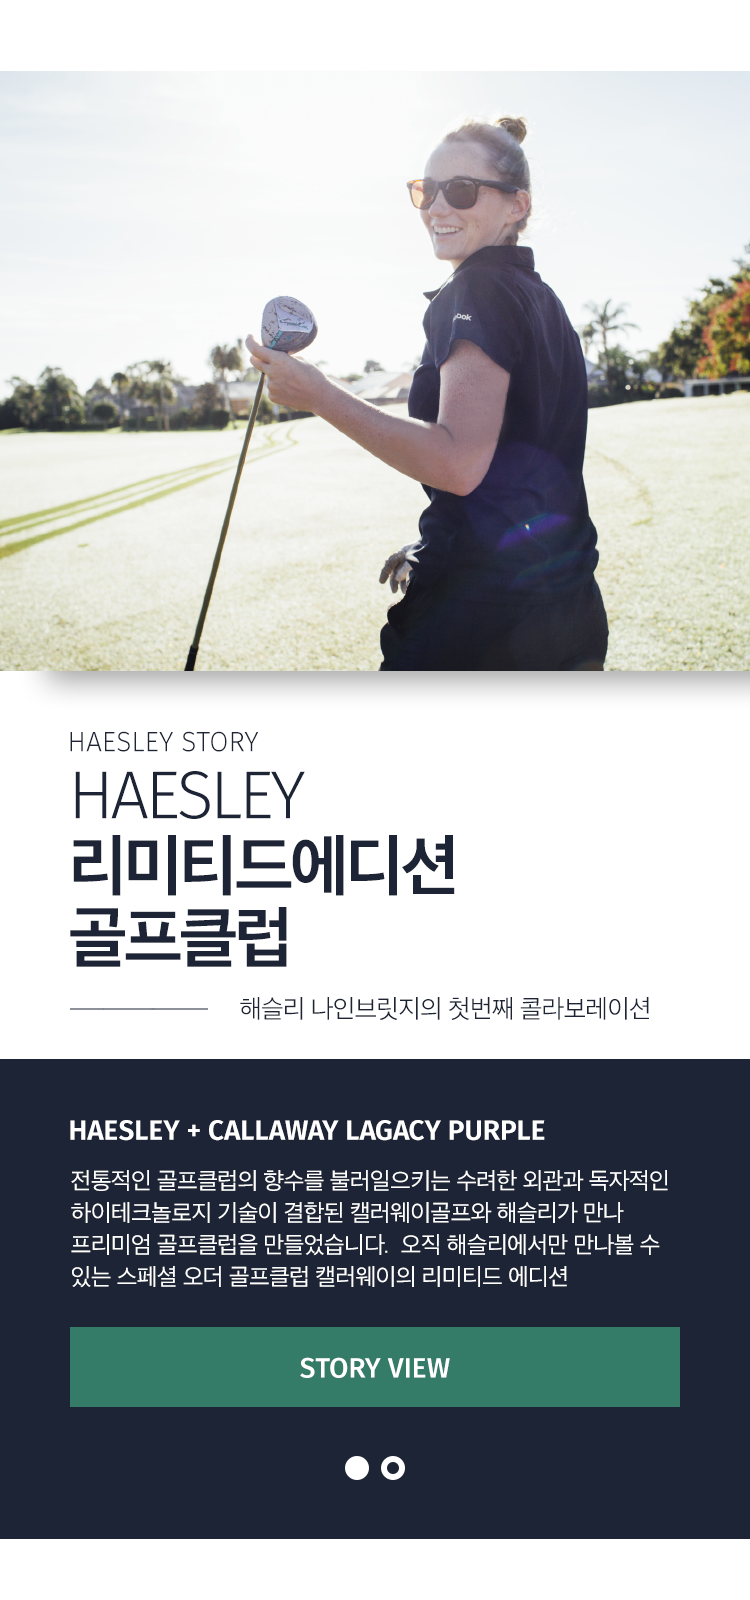 HAESLEY STORY
HAESLEY
리미티드에디션
골프클럽
해슬리 나인브릿지의 첫번째 콜라보레이션
HAESLEY + CALLAWAY LAGACY PURPLE
전통적인 골프클럽의 향수를 불러일으키는 수려한 외관과 독자적인
하이테크놀로지 기술이 결합된 캘러웨이골프와 해슬리가 만나
프리미엄 골프클럽을 만들었습니다. 오직 해슬리에서만 만나볼 수
있는 스페셜 오더 골프클럽 캘러웨이의 리미티드 에디션
STORY VIEW